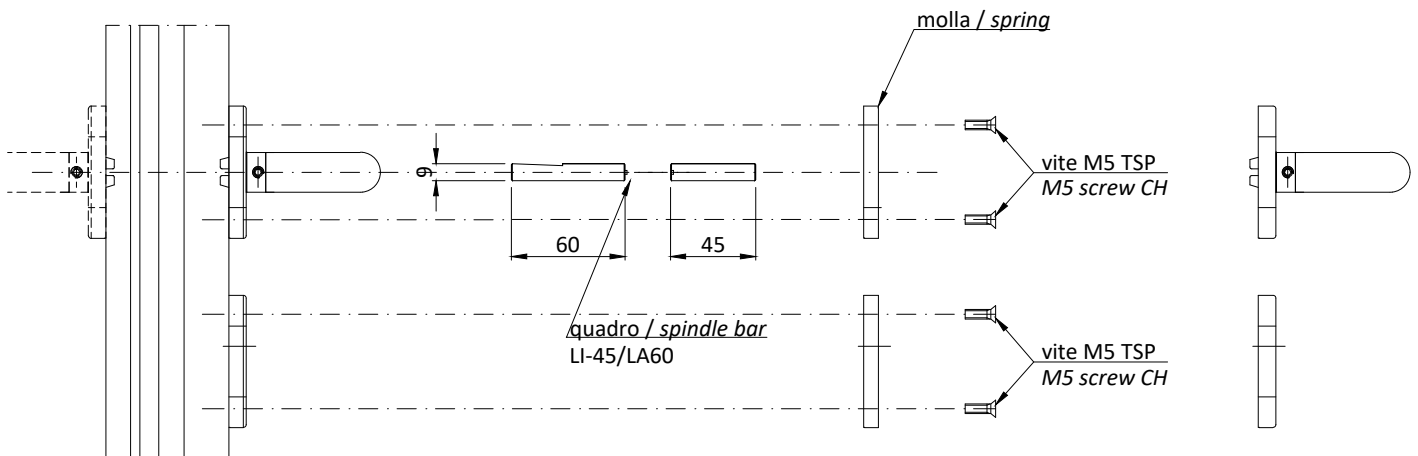 molla / spring
vite M5 TSP
M5 screw CH
9
60
45
quadro / spindle bar
LI-45/LA60
vite M5 TSP
M5 screw CH